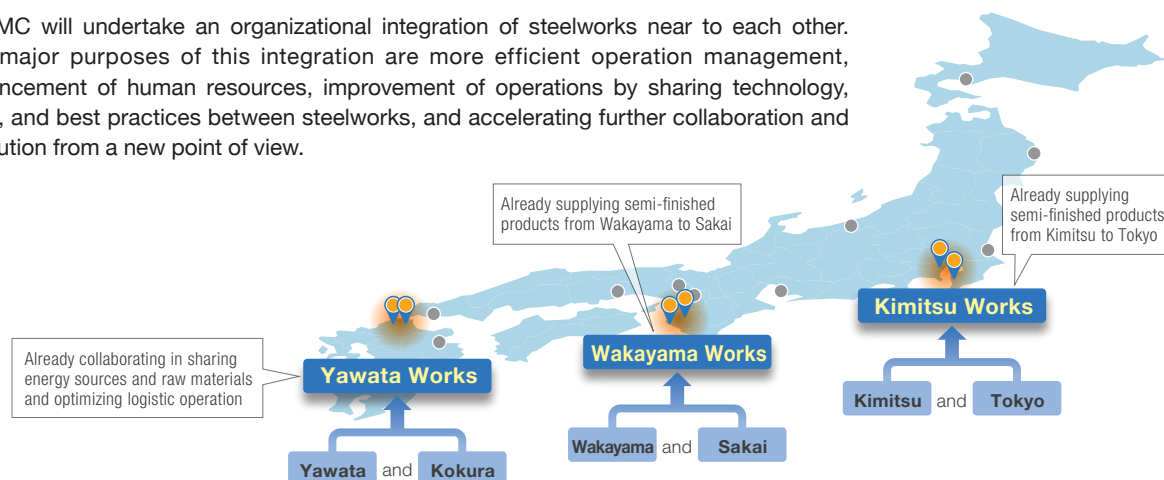 MC will undertake an organizational integration of steelworks near to each other.
major purposes of this integration are more efficient operation management,
ncement of human resources, improvement of operations by sharing technology,
, and best practices between steelworks, and accelerating further collaboration and
ution from a new point of view.
Already supplying semi-finished
products from Wakayama to Sakai
Already supplying
semi-finished products
from Kimitsu to Tokyo
Kimitsu Works
Wakayama Works
Already collaborating in sharing
energy sources and raw materials
and optimizing logistic operation
Yawata Works
Kimitsu and Tokyo
Wakayama and Sakai
Yawata and Kokura